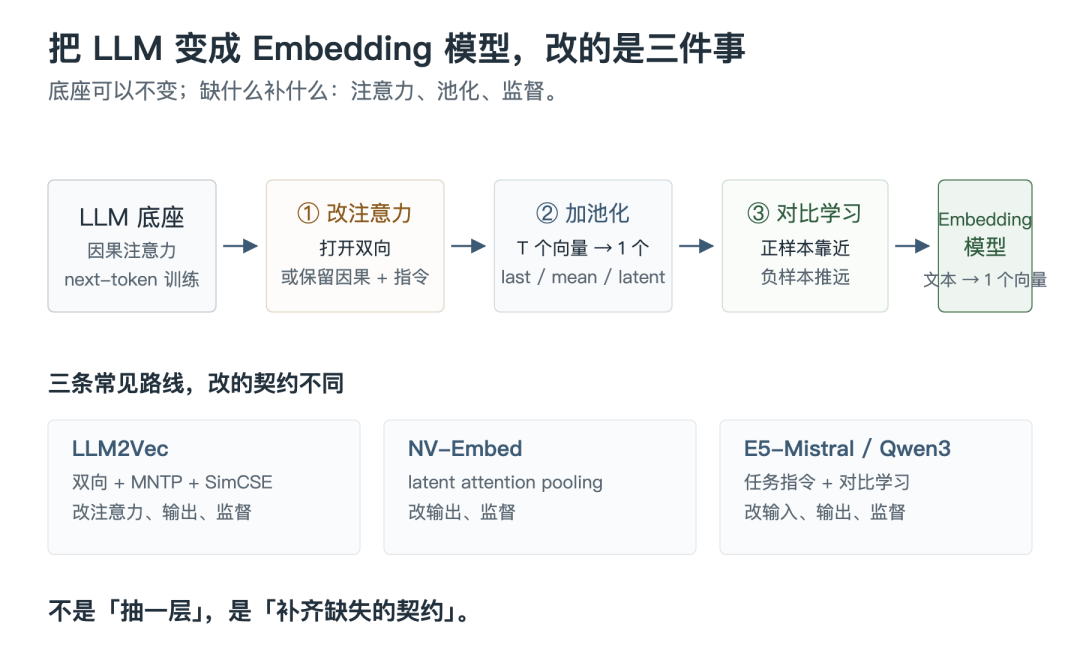 把 LLM 变成 Embedding 模型，改的是三件事
底座可以不变；缺什么补什么：注意力、池化、监督。
LLM 底座
因果注意力
next-token 训练
① 改注意力
打开双向
或保留因果 + 指令
② 加池化
T 个向量 → 1 个
last / mean / latent
③ 对比学习
正样本靠近
负样本推远
Embedding
模型
文本 → 1 个向量
三条常见路线，改的契约不同
LLM2Vec
双向 + MNTP + SimCSE
改注意力、输出、监督
NV-Embed
latent attention pooling
改输出、监督
E5-Mistral / Qwen3
任务指令 + 对比学习
改输入、输出、监督
不是「抽一层」，是「补齐缺失的契约」。